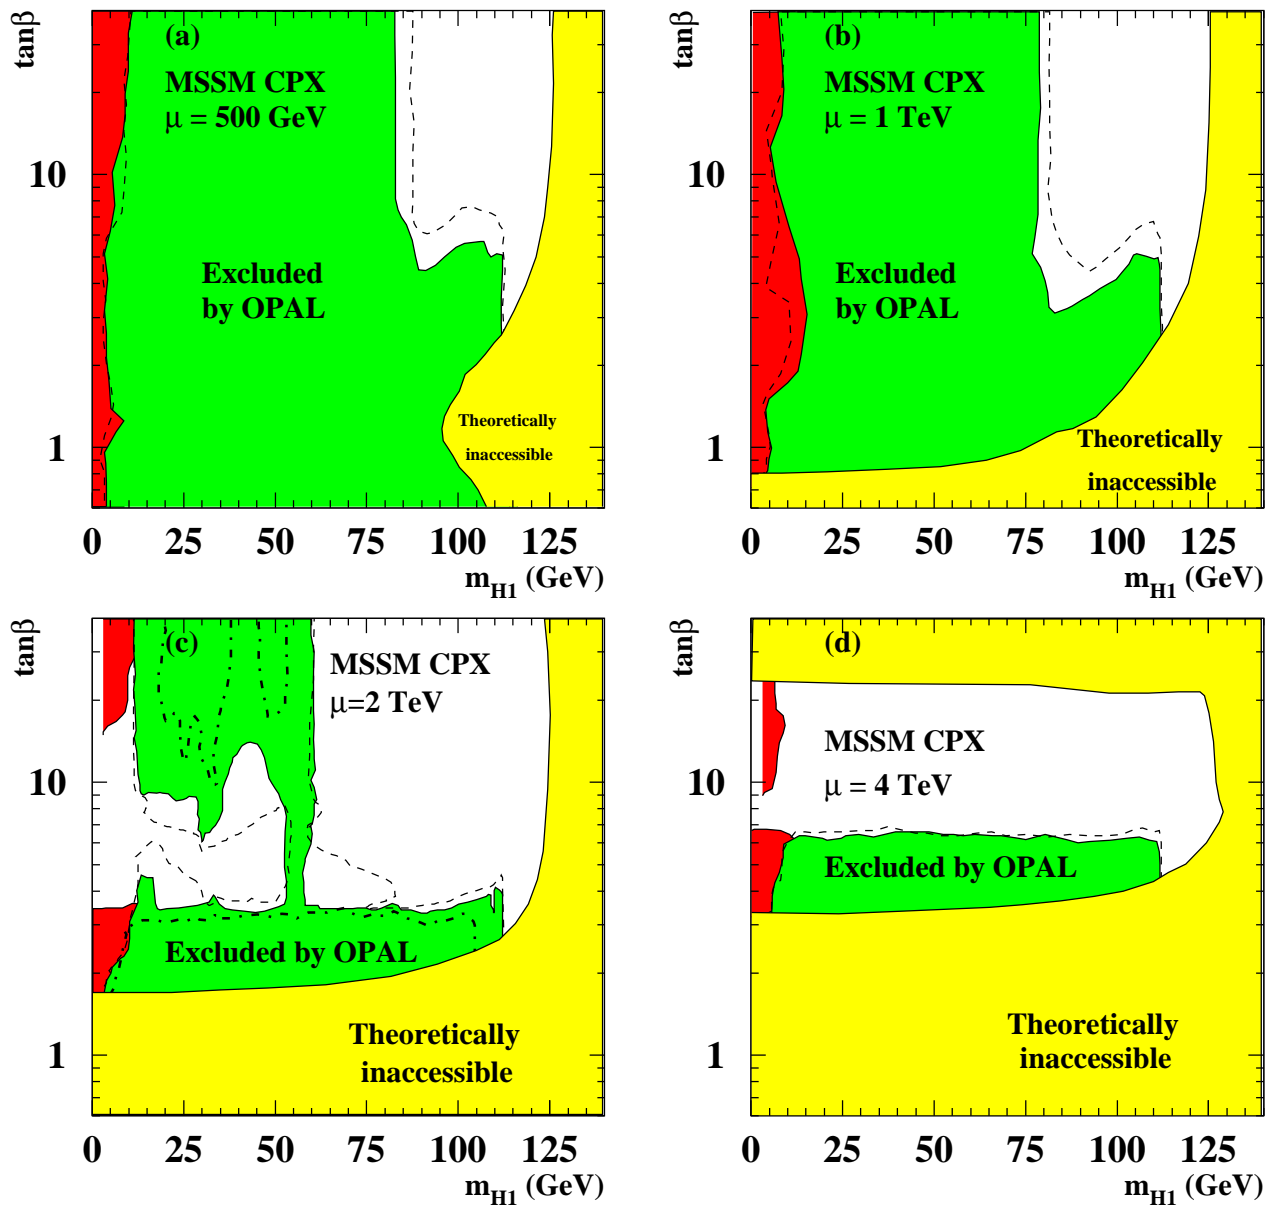 tanβ
(a)
MSSM CPX
μ = 500 GeV
10
Excluded
by OPAL
Theoretically
inaccessible
1
0 25 50 75 100 125
m_H1 (GeV)
tanβ
(b)
MSSM CPX
μ = 1 TeV
10
Excluded
by OPAL
Theoretically
inaccessible
1
0 25 50 75 100 125
m_H1 (GeV)
tanβ
(c)
MSSM CPX
μ=2 TeV
10
Excluded by OPAL
Theoretically
inaccessible
1
0 25 50 75 100 125
m_H1 (GeV)
tanβ
(d)
MSSM CPX
μ = 4 TeV
10
Excluded by OPAL
Theoretically
inaccessible
1
0 25 50 75 100 125
m_H1 (GeV)